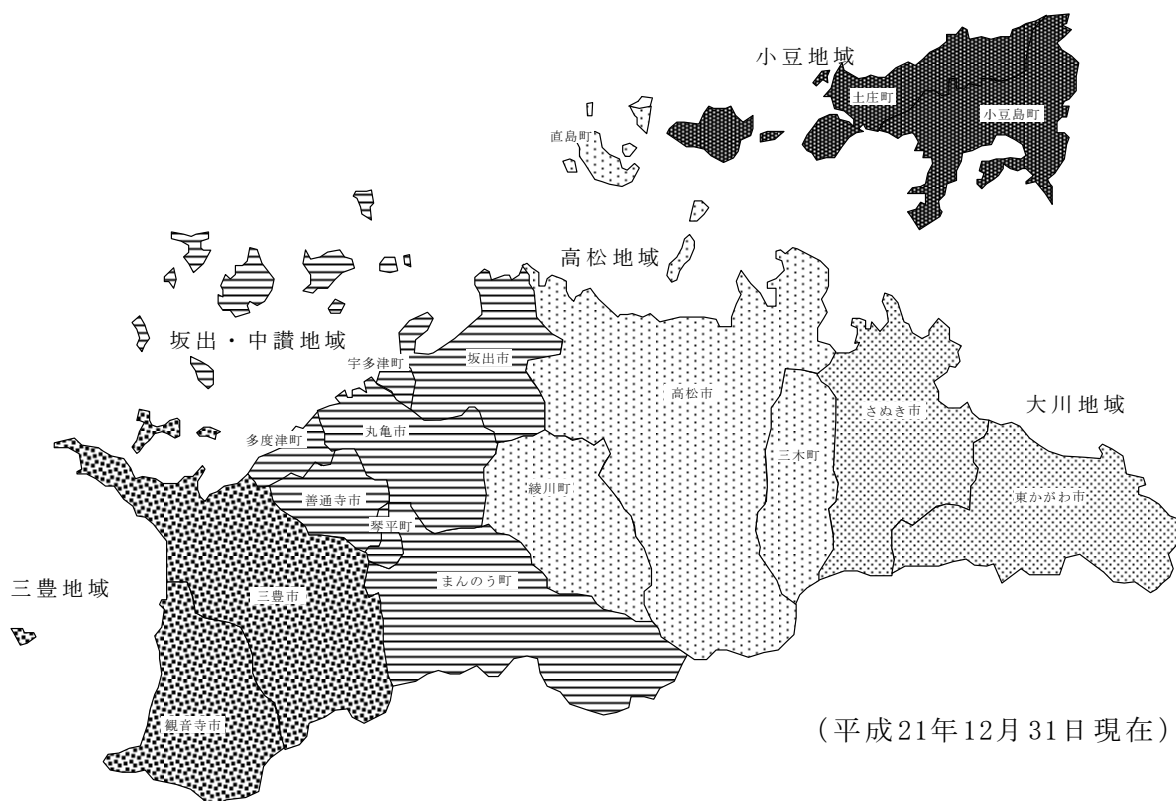 小豆地域
土庄町
小豆島町
直島町
高松地域
坂出・中讃地域
宇多津町
坂出市
高松市
さぬき市
大川地域
多度津町
丸亀市
三木町
善通寺市
綾川町
東かがわ市
琴平町
まんのう町
三豊地域
三豊市
観音寺市
(平成21年12月31日現在)